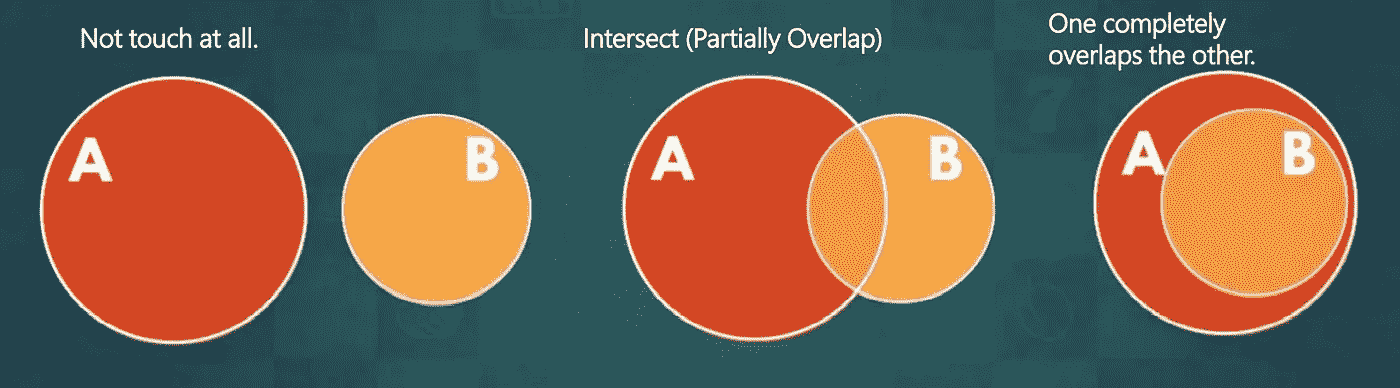 Not touch at all.
A
B
Intersect (Partially Overlap)
A
B
One completely
overlaps the other.
A
B